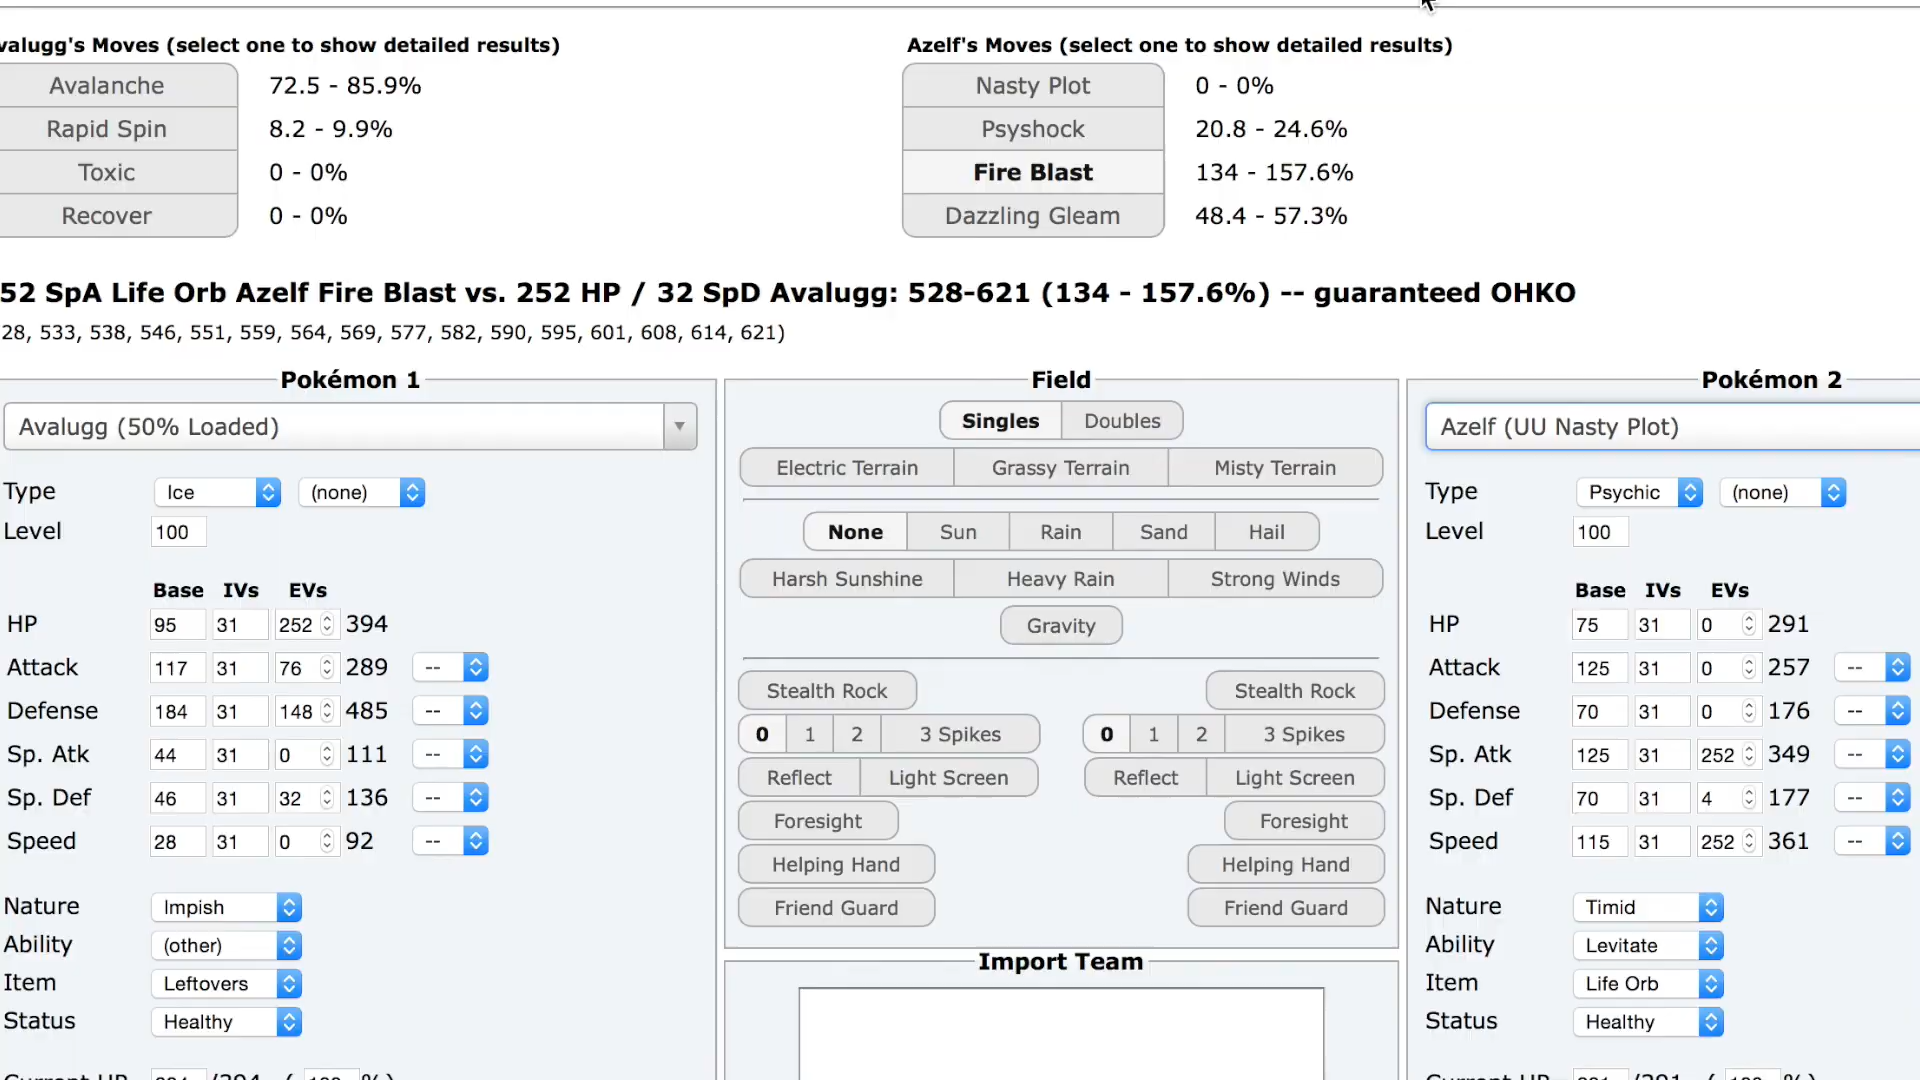 valugg's Moves (select one to show detailed results)
Avalanche 72.5 - 85.9%
Rapid Spin 8.2 - 9.9%
Toxic 0 - 0%
Recover 0 - 0%
Azelf's Moves (select one to show detailed results)
Nasty Plot 0 - 0%
Psyshock 20.8 - 24.6%
Fire Blast 134 - 157.6%
Dazzling Gleam 48.4 - 57.3%
52 SpA Life Orb Azelf Fire Blast vs. 252 HP / 32 SpD Avalugg: 528-621 (134 - 157.6%) -- guaranteed OHKO
28, 533, 538, 546, 551, 559, 564, 569, 577, 582, 590, 595, 601, 608, 614, 621)
Pokémon 1
Avalugg (50% Loaded)
Type Ice (none)
Level 100
Base IVs EVs
HP 95 31 252 394
Attack 117 31 76 289 --
Defense 184 31 148 485 --
Sp. Atk 44 31 0 111 --
Sp. Def 46 31 32 136 --
Speed 28 31 0 92 --
Nature Impish
Ability (other)
Item Leftovers
Status Healthy
Field
Singles Doubles
Electric Terrain Grassy Terrain Misty Terrain
None Sun Rain Sand Hail
Harsh Sunshine Heavy Rain Strong Winds
Gravity
Stealth Rock Stealth Rock
0 1 2 3 Spikes 0 1 2 3 Spikes
Reflect Light Screen Reflect Light Screen
Foresight Foresight
Helping Hand Helping Hand
Friend Guard Friend Guard
Import Team
Pokémon 2
Azelf (UU Nasty Plot)
Type Psychic (none)
Level 100
Base IVs EVs
HP 75 31 0 291
Attack 125 31 0 257 --
Defense 70 31 0 176 --
Sp. Atk 125 31 252 349 --
Sp. Def 70 31 4 177 --
Speed 115 31 252 361 --
Nature Timid
Ability Levitate
Item Life Orb
Status Healthy